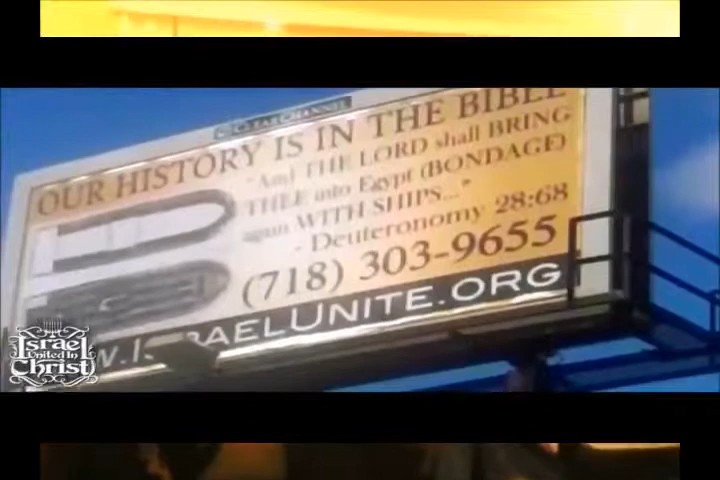 CLEAR CHANNEL
OUR HISTORY IS IN THE BIBLE
"And THE LORD shall BRING
THEE into Egypt (BONDAGE)
again WITH SHIPS..."
- Deuteronomy 28:68
(718) 303-9655
W.ISRAELUNITE.ORG
Israel
United In
Christ